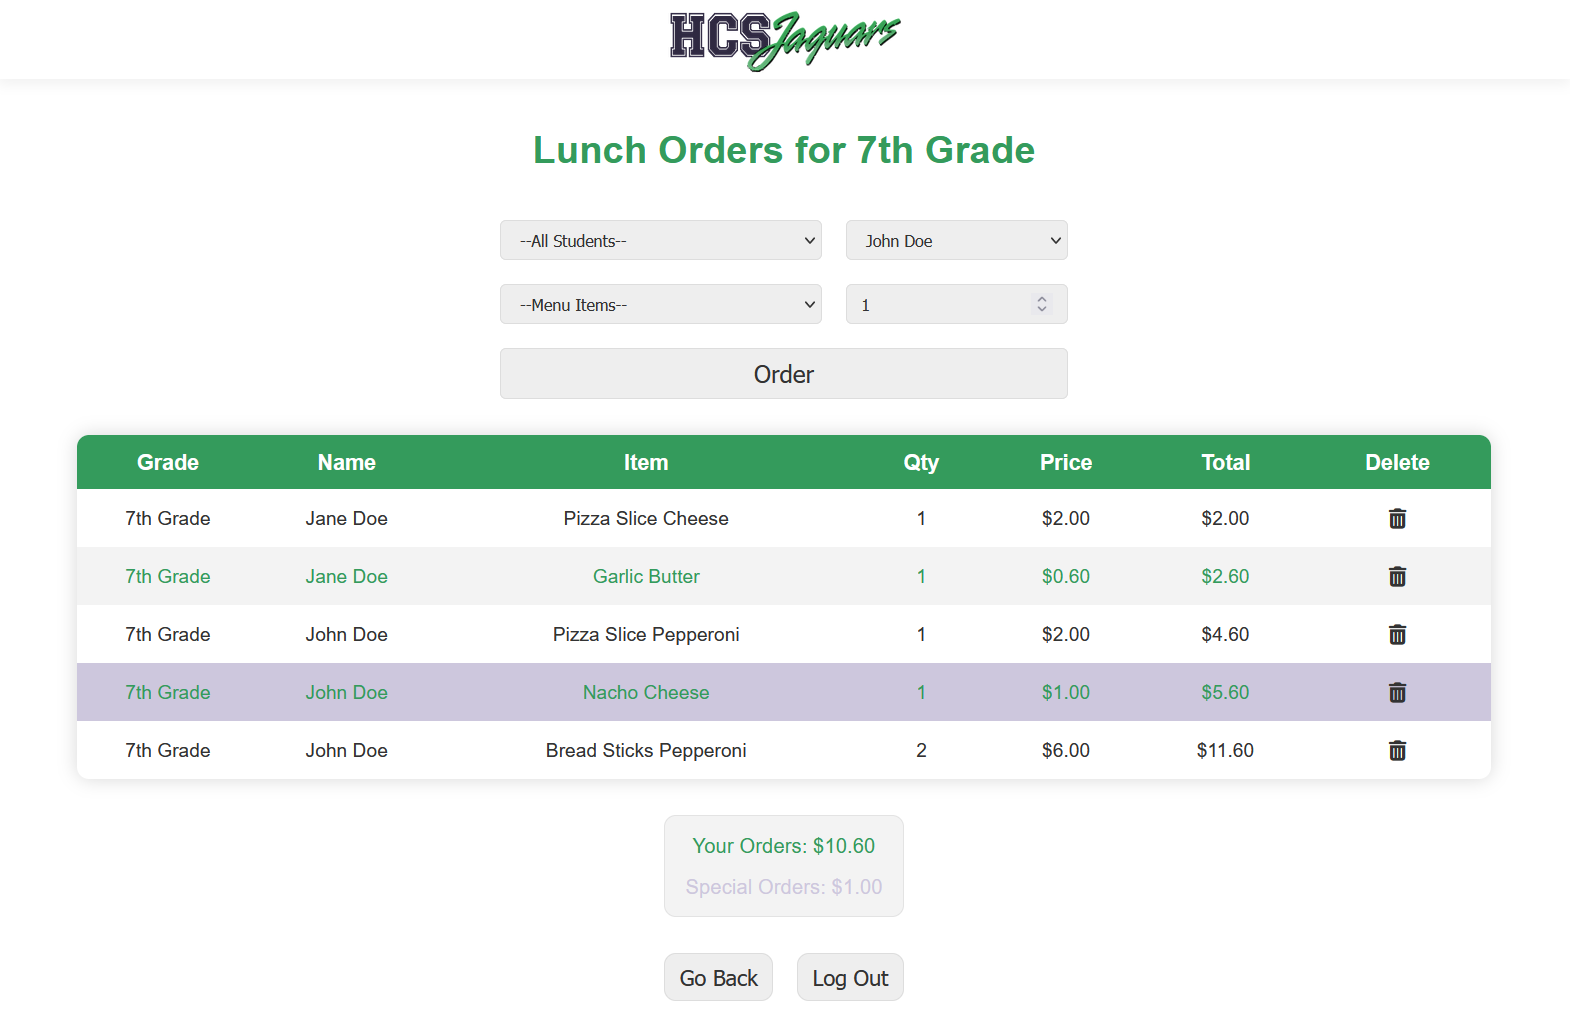 HCS Jaguars
Lunch Orders for 7th Grade
--All Students-- John Doe
--Menu Items-- 1
Order
Grade Name Item Qty Price Total Delete
7th Grade Jane Doe Pizza Slice Cheese 1 $2.00 $2.00
7th Grade Jane Doe Garlic Butter 1 $0.60 $2.60
7th Grade John Doe Pizza Slice Pepperoni 1 $2.00 $4.60
7th Grade John Doe Nacho Cheese 1 $1.00 $5.60
7th Grade John Doe Bread Sticks Pepperoni 2 $6.00 $11.60
Your Orders: $10.60
Special Orders: $1.00
Go Back Log Out